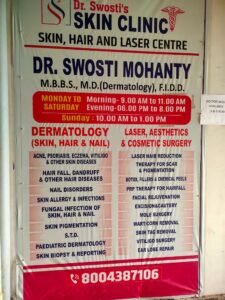 Dr. Swosti's
SKIN CLINIC
SKIN, HAIR AND LASER CENTRE
DR. SWOSTI MOHANTY
M.B.B.S., M.D.(Dermatology), F.I.D.D.
MONDAY TO SATURDAY
Morning- 9.00 AM to 11.00 AM
Evening-06.00 PM to 8.00 PM
Sunday : 10.00 AM to 1.00 PM
DERMATOLOGY
(SKIN, HAIR & NAIL)
ACNE, PSORIASIS, ECZEMA, VITILIGO
& OTHER SKIN DISEASES
HAIR FALL, DANDRUFF
& OTHER HAIR DISEASES
NAIL DISORDERS
SKIN ALLERGY & INFECTIONS
FUNGAL INFECTION OF
SKIN, HAIR & NAIL
SKIN PIGMENTATION
S.T.D.
PAEDIATRIC DERMATOLOGY
SKIN BIOPSY & REPORTING
LASER, AESTHETICS
& COSMETIC SURGERY
LASER HAIR REDUCTION
THERAPY FOR SCAR
& PIGMENTATION
BOTOX, FILLERS & CHEMICAL PEELS
PRP THERAPY FOR HAIRFALL
FACIAL REJUVENATION
MOLE SURGERY
WART/CORN REMOVAL
SKIN TAG REMOVAL
VITILIGO SURGERY
EAR LOBE REPAIR
8004387106